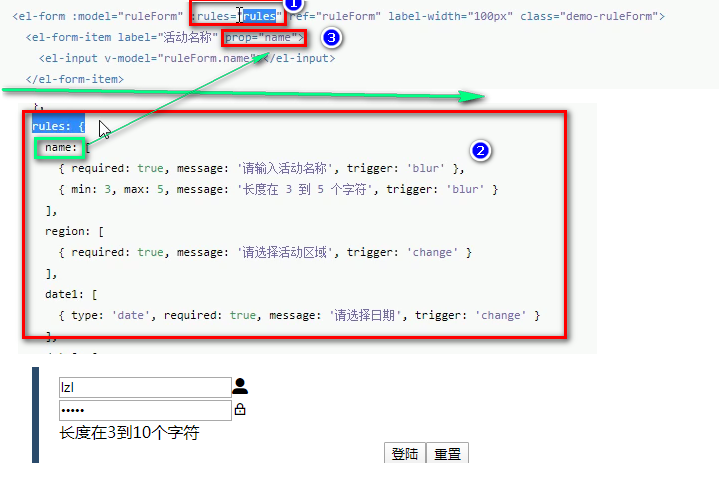 <el-form :model="ruleForm" :rules="rules" ref="ruleForm" label-width="100px" class="demo-ruleForm">
1
<el-form-item label="活动名称" prop="name">
3
<el-input v-model="ruleForm.name"></el-input>
</el-form-item>
},
rules: {
name: [
2
{ required: true, message: '请输入活动名称', trigger: 'blur' },
{ min: 3, max: 5, message: '长度在 3 到 5 个字符', trigger: 'blur' }
],
region: [
{ required: true, message: '请选择活动区域', trigger: 'change' }
],
date1: [
{ type: 'date', required: true, message: '请选择日期', trigger: 'change' }
],
lzl
•••••
长度在3到10个字符
登陆 重置